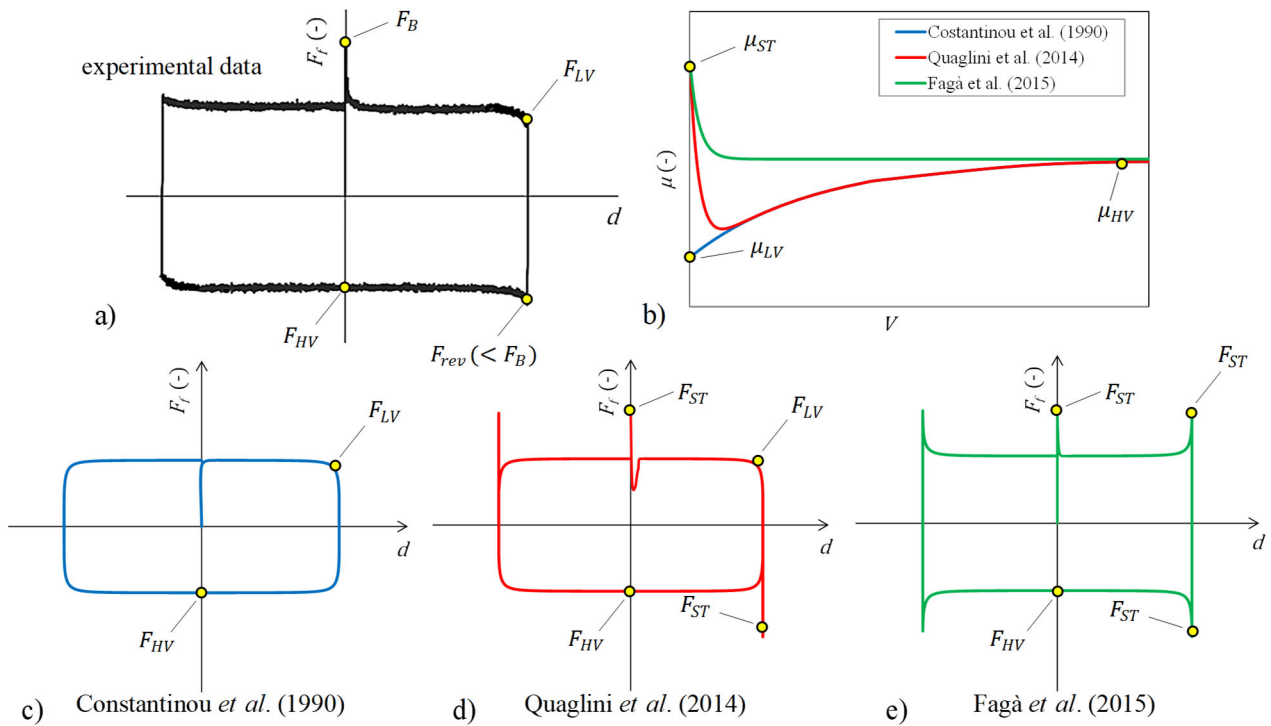 experimental data
F_f (-)
F_B
F_LV
d
F_HV
F_rev (< F_B)
a)
Costantinou et al. (1990)
Quaglini et al. (2014)
Fagà et al. (2015)
μ_ST
μ (-)
μ_LV
μ_HV
V
b)
F_f (-)
F_LV
d
F_HV
c) Constantinou et al. (1990)
F_f (-)
F_ST
F_LV
d
F_ST
F_HV
d) Quaglini et al. (2014)
F_f (-)
F_ST
F_ST
d
F_HV
F_ST
e) Fagà et al. (2015)